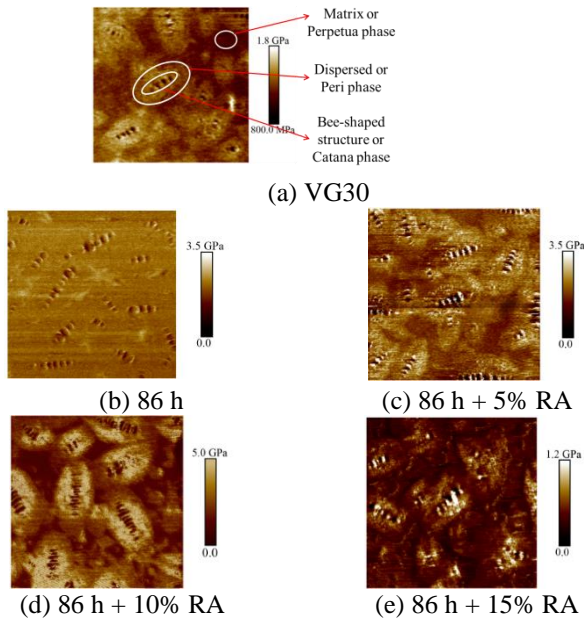 Matrix or
Perpetua phase
1.8 GPa
Dispersed or
Peri phase
Bee-shaped
structure or
Catana phase
800.0 MPa
(a) VG30
3.5 GPa
0.0
(b) 86 h
3.5 GPa
0.0
(c) 86 h + 5% RA
5.0 GPa
0.0
(d) 86 h + 10% RA
1.2 GPa
0.0
(e) 86 h + 15% RA